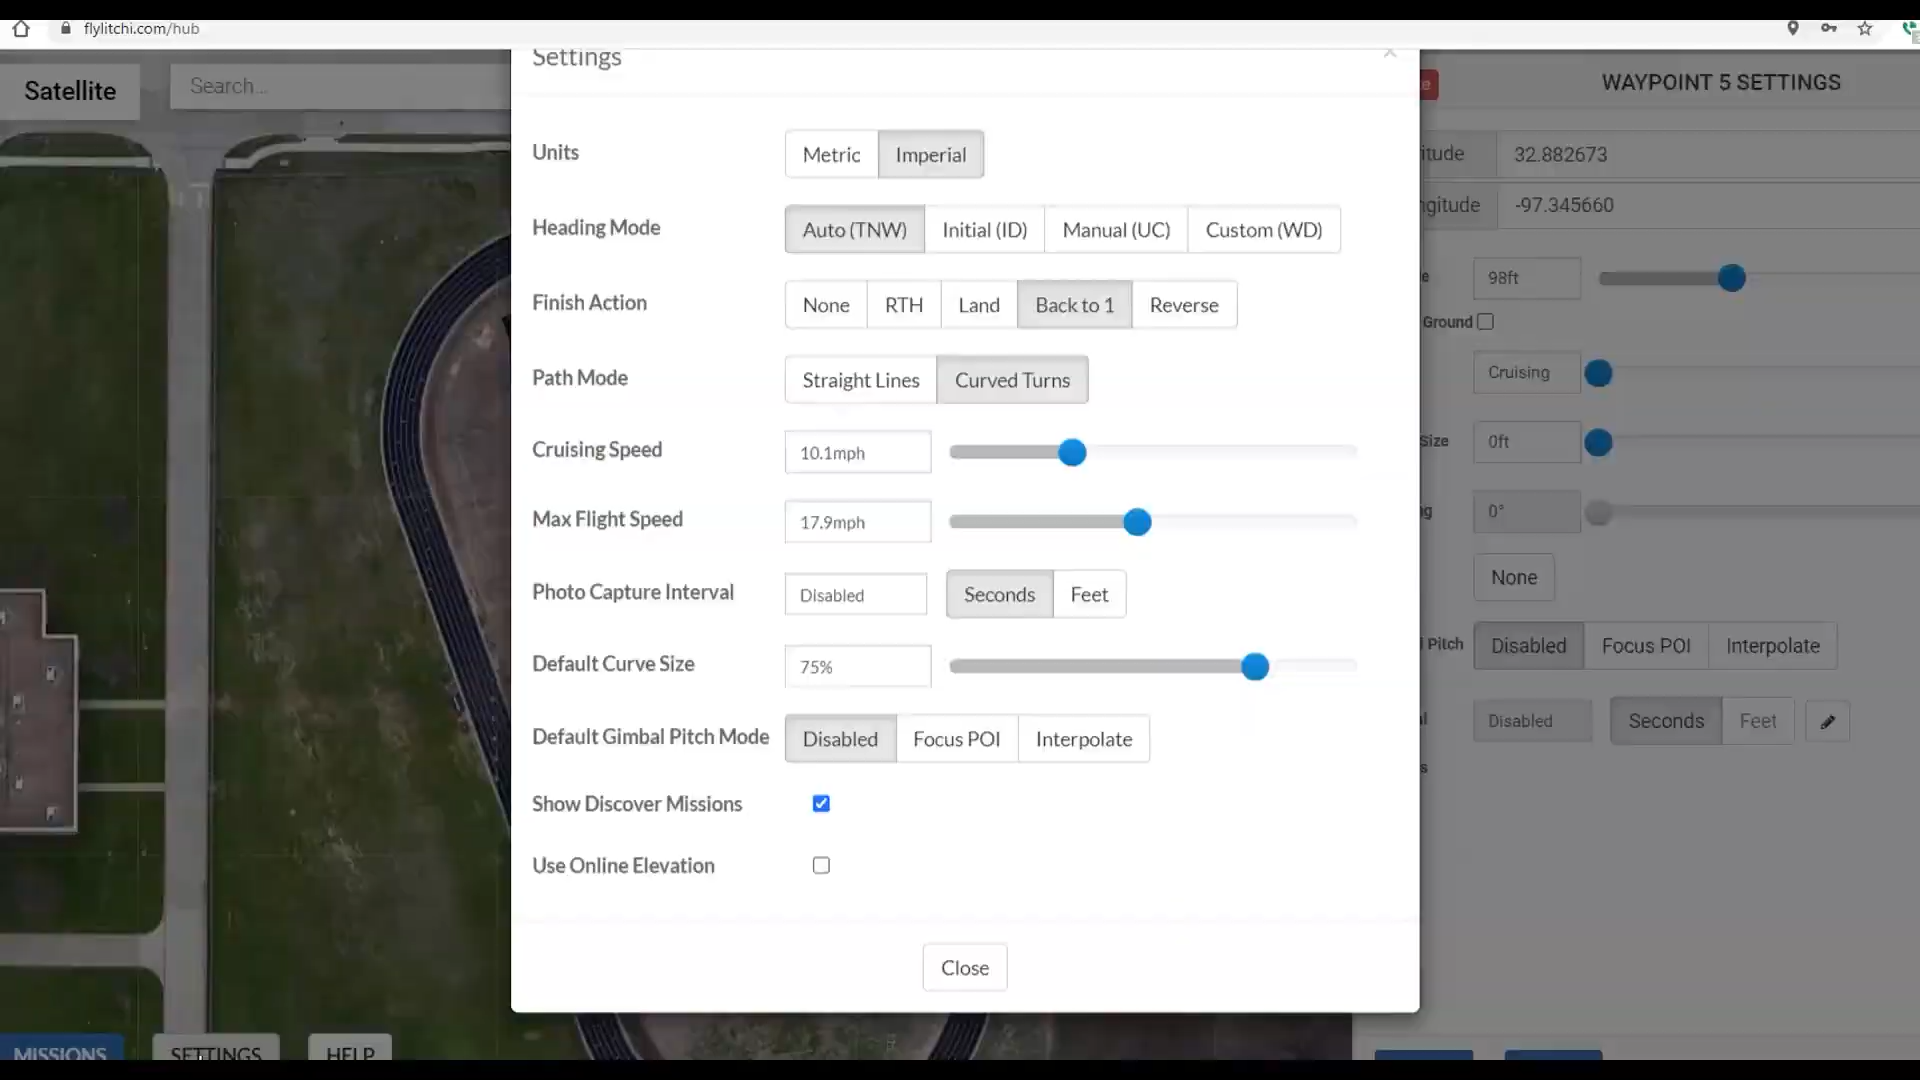 flylitchi.com/hub
Settings
Satellite
Search...
WAYPOINT 5 SETTINGS
Units
Metric Imperial
itude 32.882673
Heading Mode
Auto (TNW) Initial (ID) Manual (UC) Custom (WD)
ngitude -97.345660
Finish Action
None RTH Land Back to 1 Reverse
e 98ft
Ground
Path Mode
Straight Lines Curved Turns
Cruising
Cruising Speed
10.1mph
Size 0ft
Max Flight Speed
17.9mph
ng 0°
Photo Capture Interval
Disabled Seconds Feet
None
Default Curve Size
75%
l Pitch Disabled Focus POI Interpolate
Default Gimbal Pitch Mode
Disabled Focus POI Interpolate
al Disabled Seconds Feet
s
Show Discover Missions
Use Online Elevation
Close
MISSIONS SETTINGS HELP